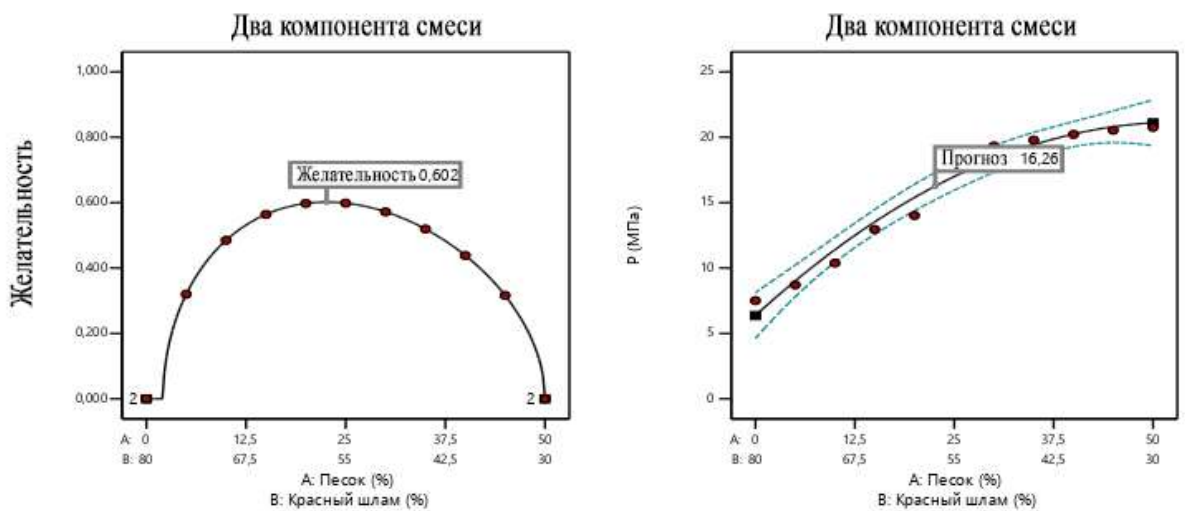 Два компонента смеси
1,000
0,800
0,600
0,400
0,200
0,000
Желательность
Желательность 0,602
2
2
A: 0 12,5 25 37,5 50
B: 80 67,5 55 42,5 30
A: Песок (%)
B: Красный шлам (%)
Два компонента смеси
25
20
15
10
5
0
P (МПа)
Прогноз 16,26
A: 0 12,5 25 37,5 50
B: 80 67,5 55 42,5 30
A: Песок (%)
B: Красный шлам (%)